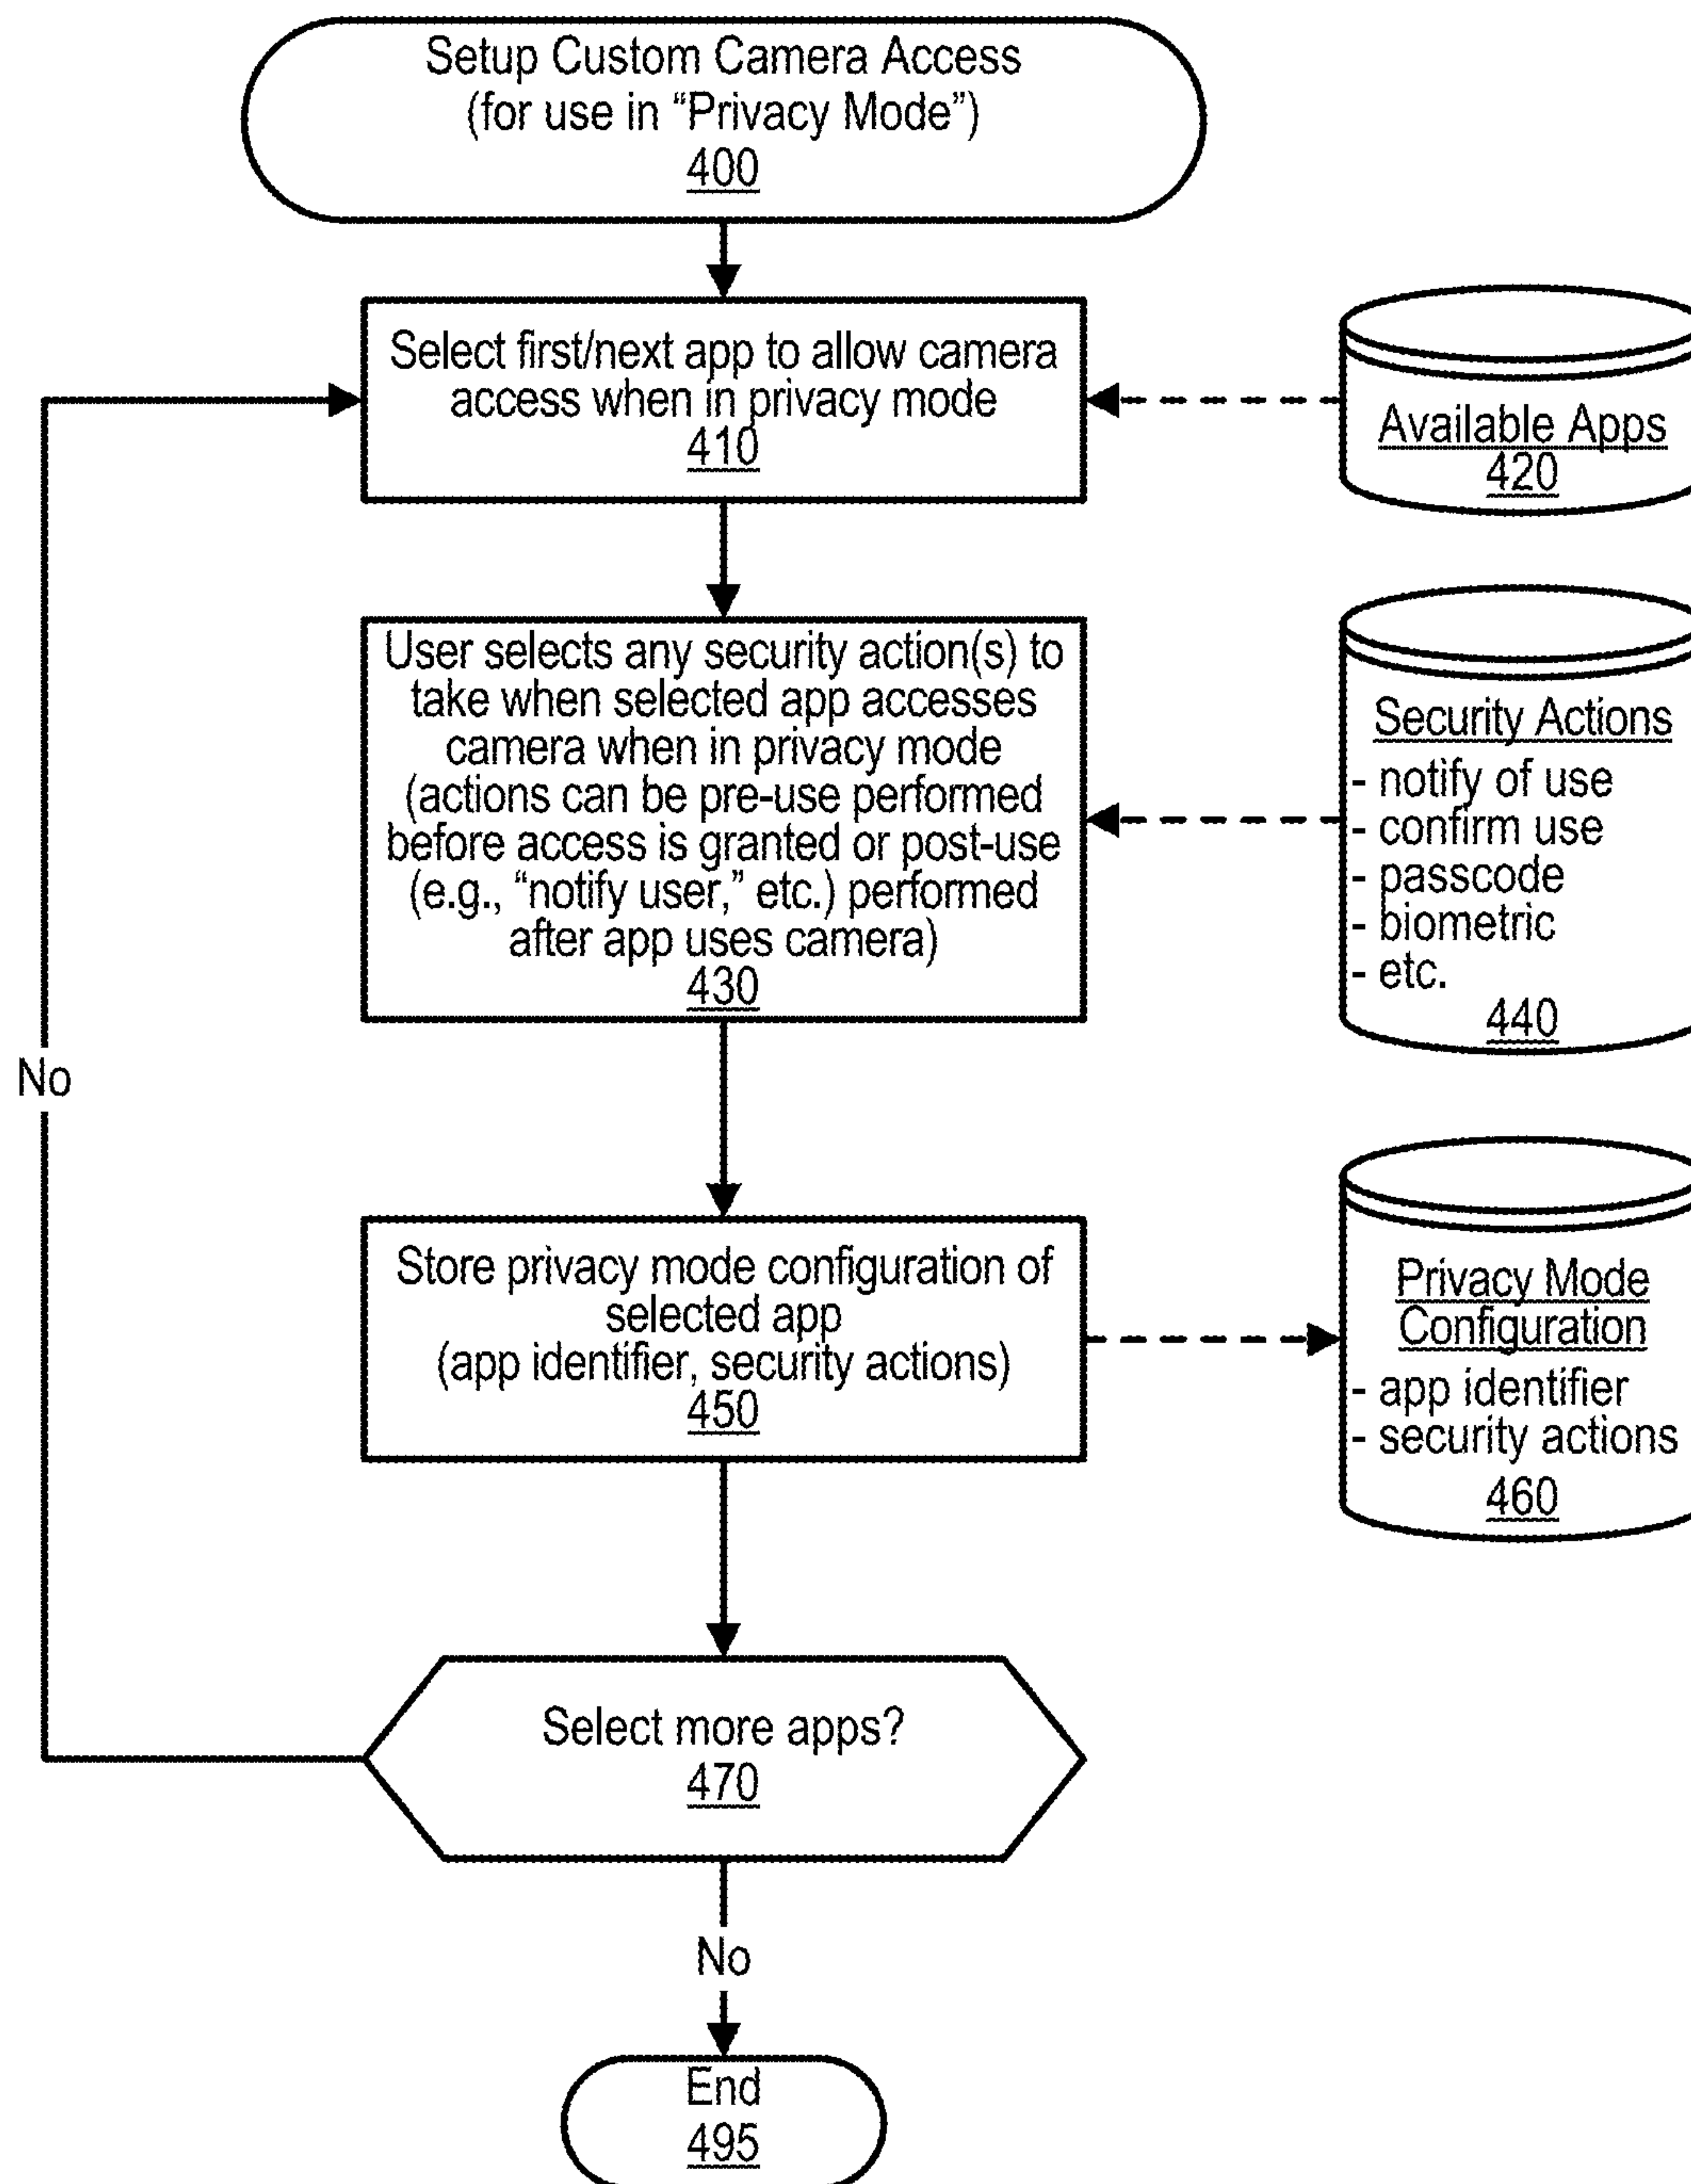 Setup Custom Camera Access
(for use in “Privacy Mode”)
400
Select first/next app to allow camera
access when in privacy mode
410
Available Apps
420
User selects any security action(s) to
take when selected app accesses
camera when in privacy mode
(actions can be pre-use performed
before access is granted or post-use
(e.g., “notify user,” etc.) performed
after app uses camera)
430
Security Actions
- notify of use
- confirm use
- passcode
- biometric
- etc.
440
No
Store privacy mode configuration of
selected app
(app identifier, security actions)
450
Privacy Mode
Configuration
- app identifier
- security actions
460
Select more apps?
470
No
End
495